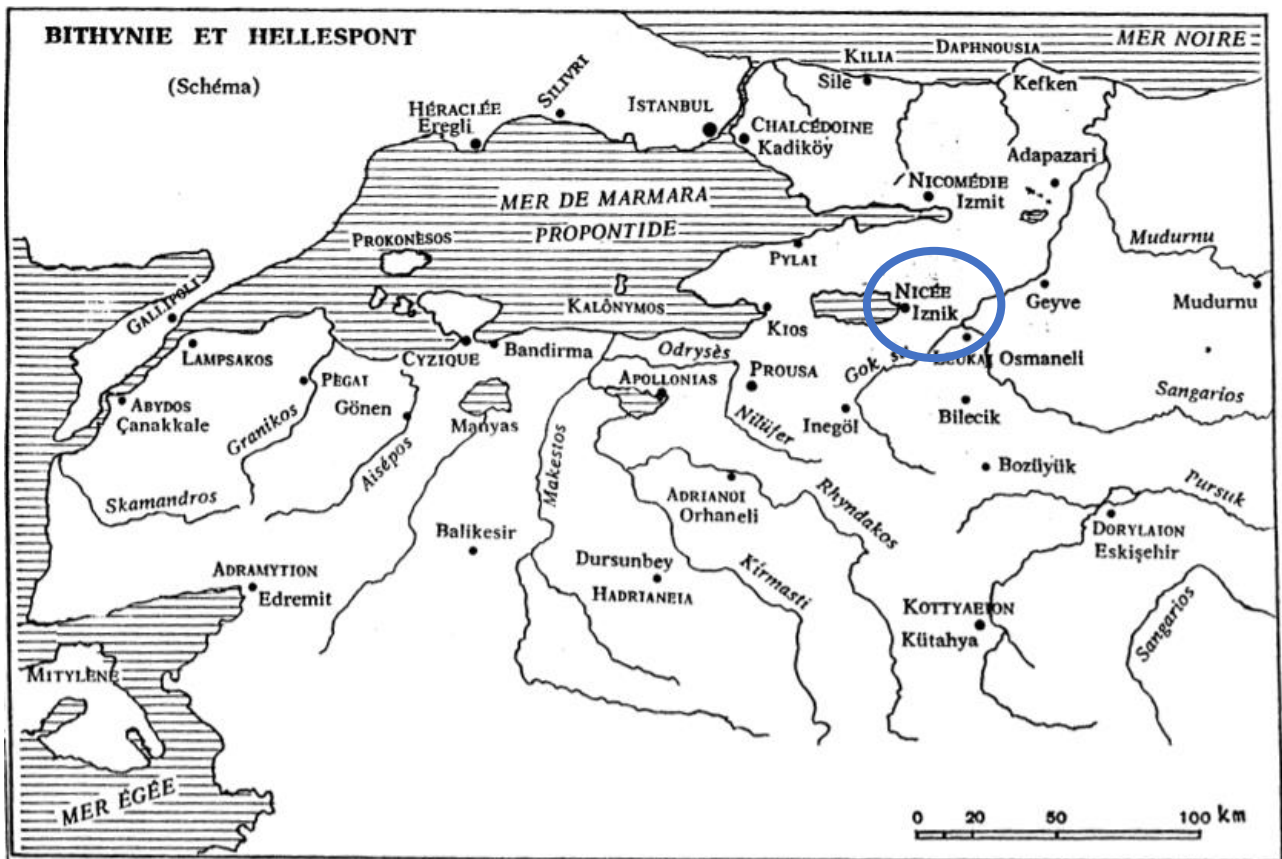 BITHYNIE ET HELLESPONT
(Schéma)
MER NOIRE
DAPHNOUSIA
KILIA
Sile
Kefken
SILIVRI
HÉRACLÉE
Eregli
ISTANBUL
CHALCÉDOINE
Kadiköy
Adapazari
NICOMÉDIE
Izmit
MER DE MARMARA
PROPONTIDE
PROKONESOS
PYLAI
Mudurnu
GALLIPOLI
KALÔNYMOS
KIOS
NICÉE
Iznik
Geyve
Mudurnu
LAMPSAKOS
CYZIQUE
Bandirma
Odrysès
PROUSA
Gok su
LEUKAI Osmaneli
PEGAI
Gönen
APOLLONIAS
ABYDOS
Çanakkale
Granikos
Aisépos
Manyas
Makestos
Nilüfer
Inegöl
Bilecik
Sangarios
Skamandros
Bozüyük
ADRIANOI
Orhaneli
Rhyndakos
Pursuk
DORYLAION
Eskişehir
Balikesir
Dursunbey
HADRIANEIA
Kirmasti
ADRAMYTION
Edremit
KOTTYAEION
Kütahya
Sangarios
MITYLÈNE
MER ÉGÉE
0 20 50 100 km